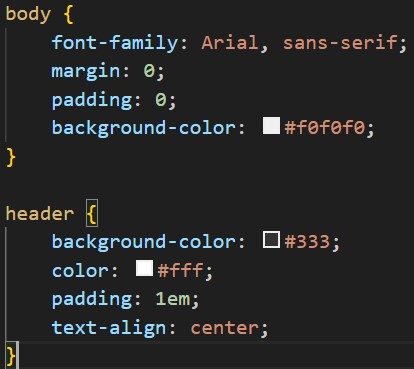 body {
    font-family: Arial, sans-serif;
    margin: 0;
    padding: 0;
    background-color: #f0f0f0;
}

header {
    background-color: #333;
    color: #fff;
    padding: 1em;
    text-align: center;
}